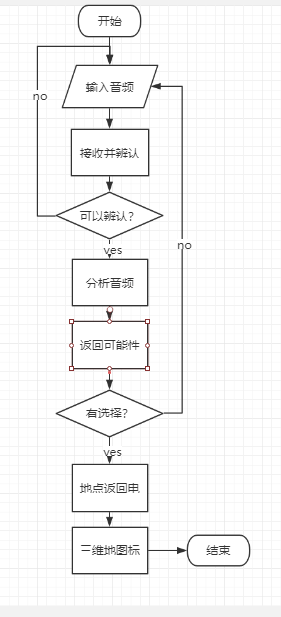 开始
输入音频
no
接收并辨认
可以辨认?
yes
no
分析音频
返回可能性
有选择?
yes
地点返回电
三维地图标
结束